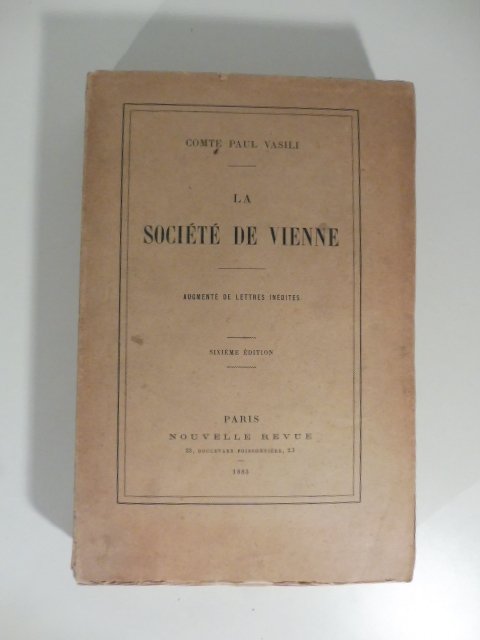 COMTE PAUL VASILI
LA
SOCIÉTÉ DE VIENNE
AUGMENTÉ DE LETTRES INÉDITES
SIXIÈME ÉDITION
PARIS
NOUVELLE REVUE
23, BOULEVARD POISSONNIÈRE, 23
1885